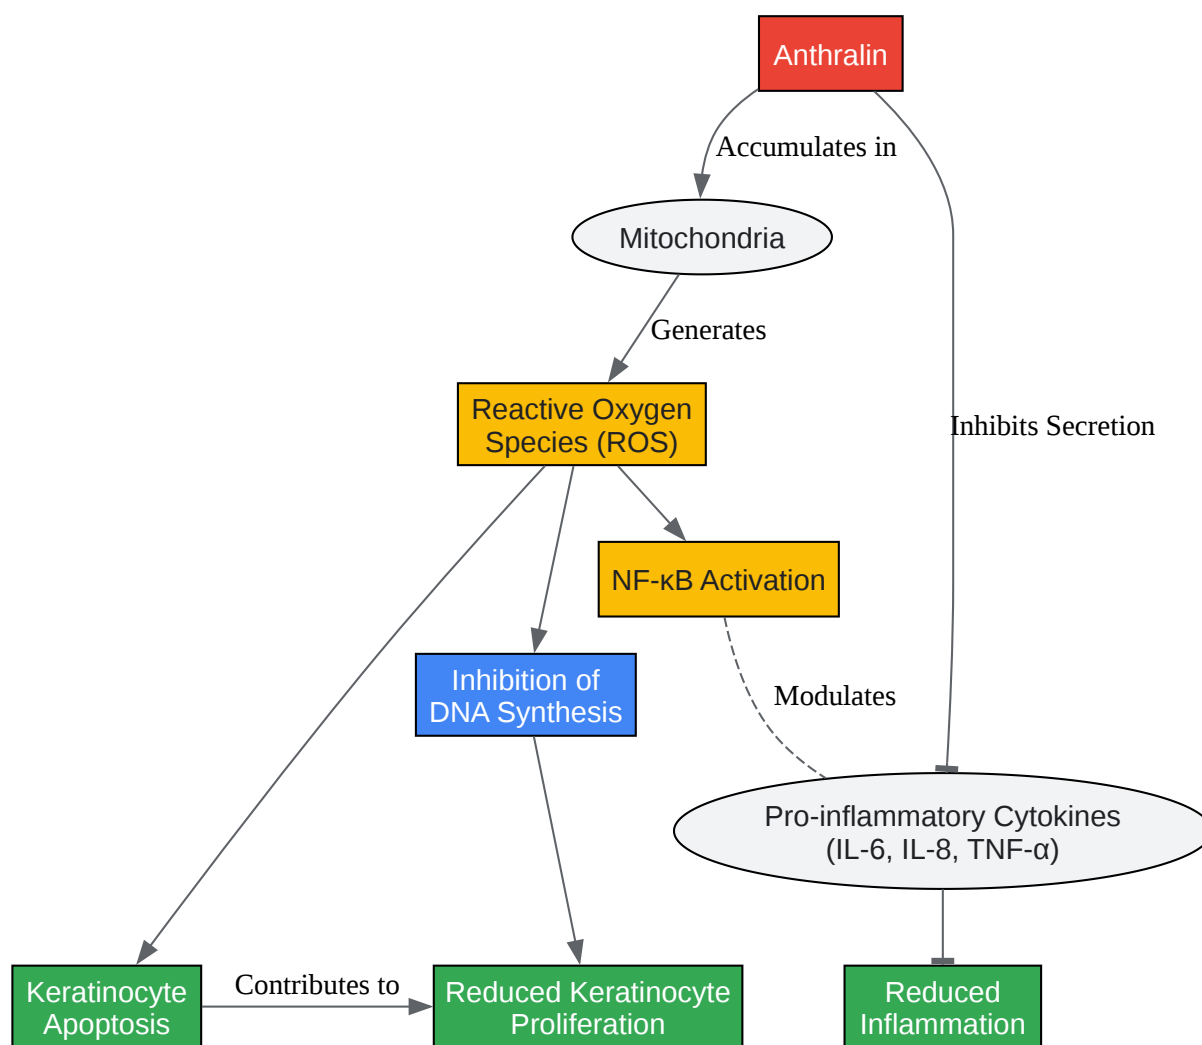 Anthralin
Accumulates in
Mitochondria
Generates
Reactive Oxygen
Species (ROS)
Inhibits Secretion
NF-κB Activation
Inhibition of
DNA Synthesis
Modulates
Pro-inflammatory Cytokines
(IL-6, IL-8, TNF-α)
Keratinocyte
Apoptosis
Contributes to
Reduced Keratinocyte
Proliferation
Reduced
Inflammation